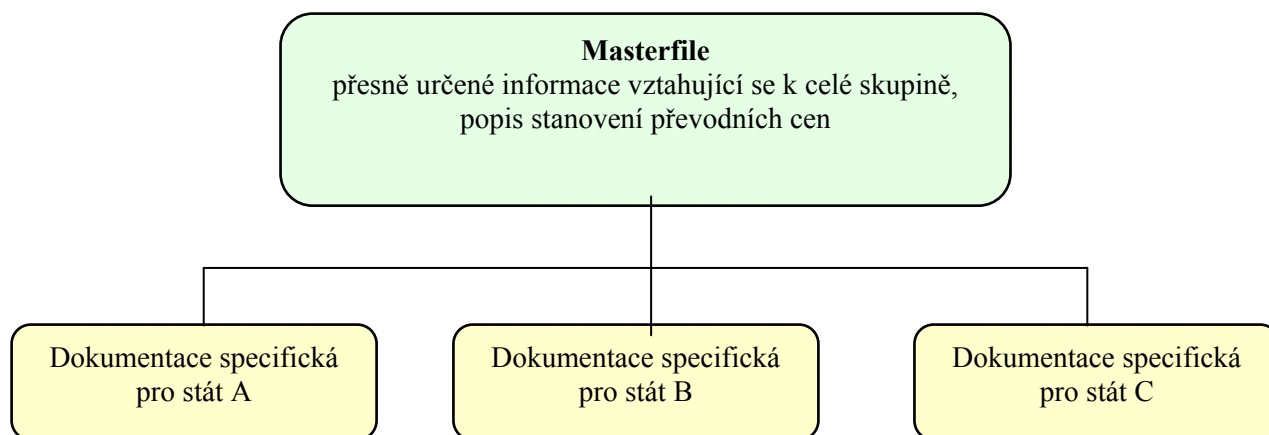 Masterfile
přesně určené informace vztahující se k celé skupině,
popis stanovení převodních cen
Dokumentace specifická
pro stát A
Dokumentace specifická
pro stát B
Dokumentace specifická
pro stát C